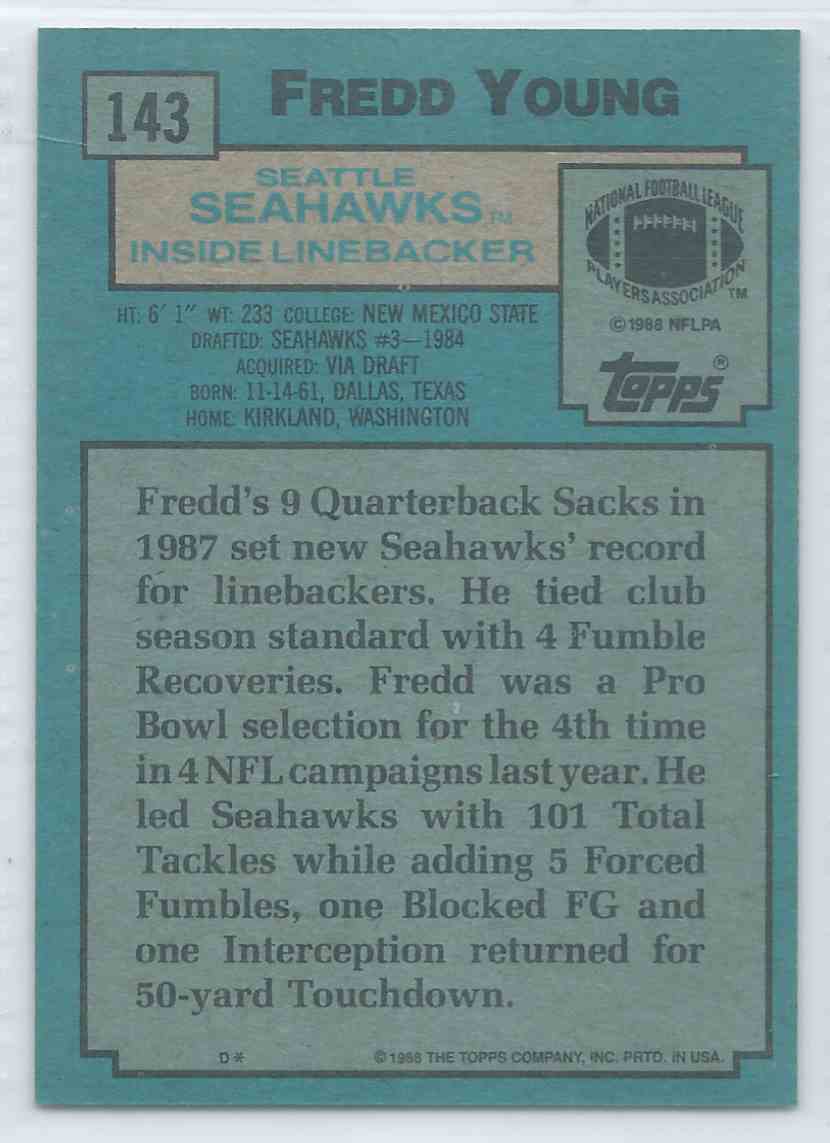 143
FREDD YOUNG
SEATTLE
SEAHAWKS™
INSIDE LINEBACKER
NATIONAL FOOTBALL LEAGUE
PLAYERS ASSOCIATION™
© 1988 NFLPA
topps®
HT: 6' 1" WT: 233 COLLEGE: NEW MEXICO STATE
DRAFTED: SEAHAWKS #3—1984
ACQUIRED: VIA DRAFT
BORN: 11-14-61, DALLAS, TEXAS
HOME: KIRKLAND, WASHINGTON
Fredd's 9 Quarterback Sacks in
1987 set new Seahawks' record
for linebackers. He tied club
season standard with 4 Fumble
Recoveries. Fredd was a Pro
Bowl selection for the 4th time
in 4 NFL campaigns last year. He
led Seahawks with 101 Total
Tackles while adding 5 Forced
Fumbles, one Blocked FG and
one Interception returned for
50-yard Touchdown.
D* © 1988 THE TOPPS COMPANY, INC. PRTD. IN USA.